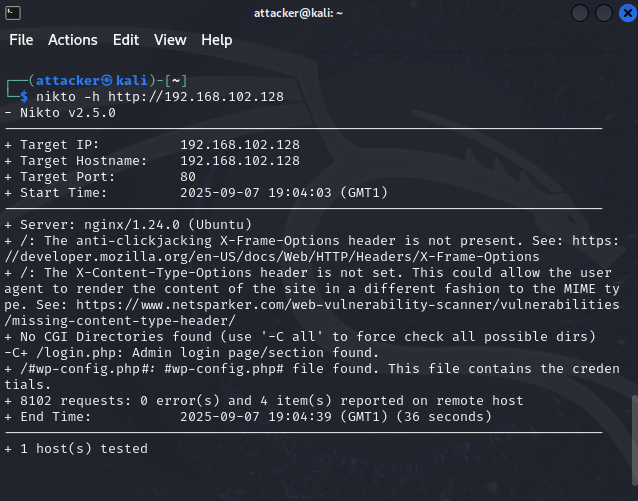 attacker@kali: ~
File Actions Edit View Help
┌──(attacker㉿kali)-[~]
└─$ nikto -h http://192.168.102.128
- Nikto v2.5.0
---------------------------------------------------------------------------
+ Target IP:          192.168.102.128
+ Target Hostname:    192.168.102.128
+ Target Port:        80
+ Start Time:         2025-09-07 19:04:03 (GMT1)
---------------------------------------------------------------------------
+ Server: nginx/1.24.0 (Ubuntu)
+ /: The anti-clickjacking X-Frame-Options header is not present. See: https:
//developer.mozilla.org/en-US/docs/Web/HTTP/Headers/X-Frame-Options
+ /: The X-Content-Type-Options header is not set. This could allow the user
agent to render the content of the site in a different fashion to the MIME ty
pe. See: https://www.netsparker.com/web-vulnerability-scanner/vulnerabilities
/missing-content-type-header/
+ No CGI Directories found (use '-C all' to force check all possible dirs)
-C+ /login.php: Admin login page/section found.
+ /#wp-config.php#: #wp-config.php# file found. This file contains the creden
tials.
+ 8102 requests: 0 error(s) and 4 item(s) reported on remote host
+ End Time:           2025-09-07 19:04:39 (GMT1) (36 seconds)
---------------------------------------------------------------------------
+ 1 host(s) tested